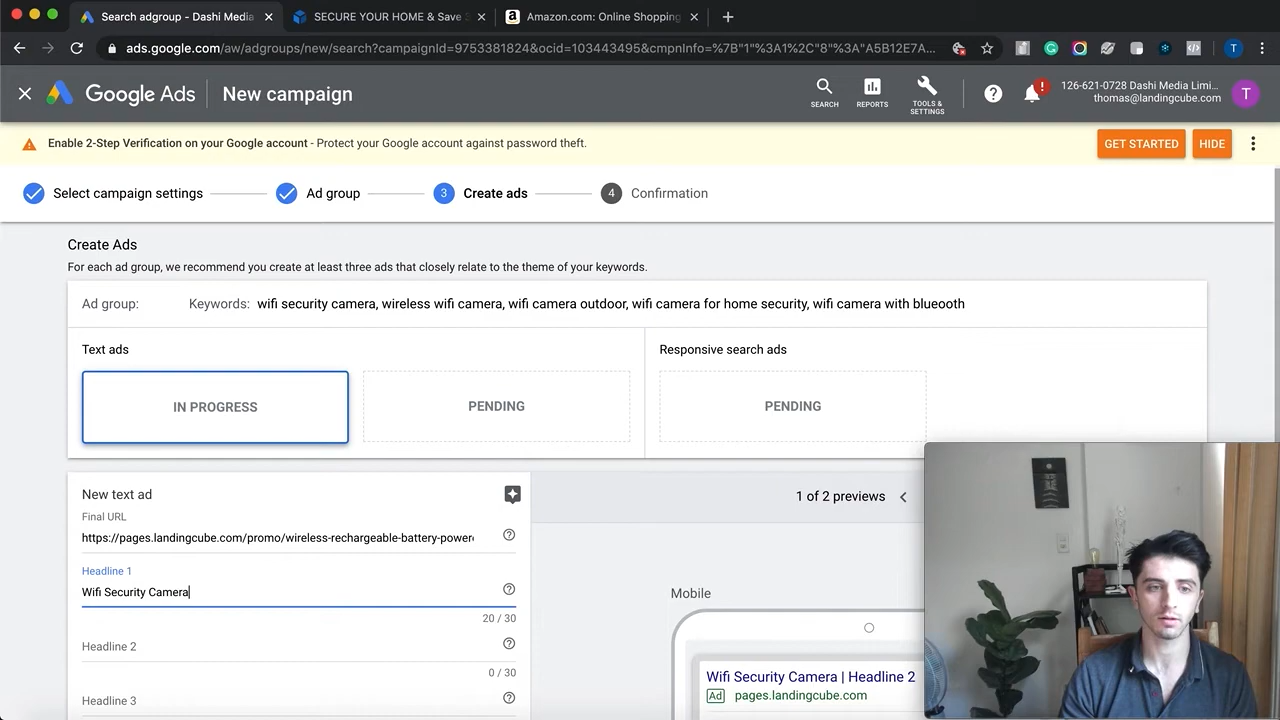 Search adgroup - Dashi Media
SECURE YOUR HOME & Save
Amazon.com: Online Shopping
ads.google.com/aw/adgroups/new/search?campaignId=9753381824&ocid=103443495&cmpnInfo=%7B"1"%3A1%2C"8"%3A"A5B12E7A...
T
Google Ads
New campaign
SEARCH
REPORTS
TOOLS &
SETTINGS
126-621-0728 Dashi Media Limi...
thomas@landingcube.com
T
Enable 2-Step Verification on your Google account - Protect your Google account against password theft.
GET STARTED
HIDE
Select campaign settings
Ad group
3
Create ads
4
Confirmation
Create Ads
For each ad group, we recommend you create at least three ads that closely relate to the theme of your keywords.
Ad group:
Keywords: wifi security camera, wireless wifi camera, wifi camera outdoor, wifi camera for home security, wifi camera with blueooth
Text ads
Responsive search ads
IN PROGRESS
PENDING
PENDING
New text ad
1 of 2 previews
Final URL
https://pages.landingcube.com/promo/wireless-rechargeable-battery-power
Headline 1
Wifi Security Camera
20 / 30
Headline 2
0 / 30
Headline 3
Mobile
Wifi Security Camera | Headline 2
Ad
pages.landingcube.com